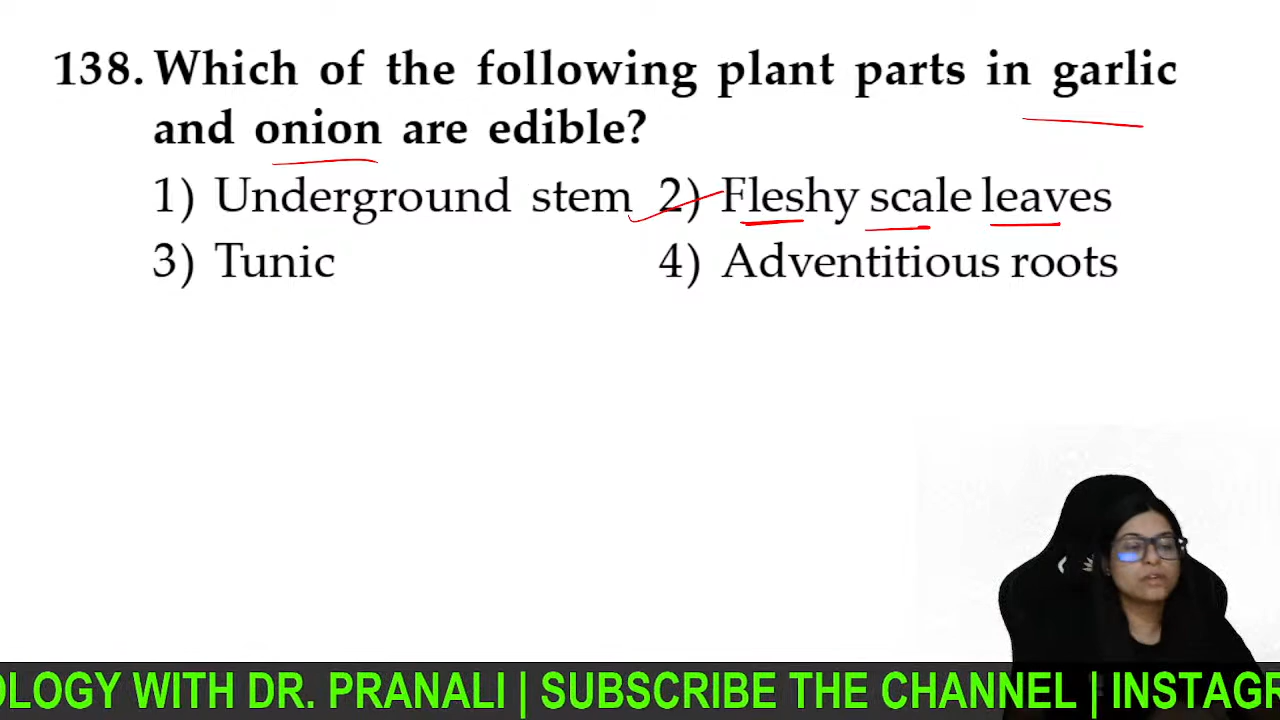 138. Which of the following plant parts in garlic
and onion are edible?
1) Underground stem 2) Fleshy scale leaves
3) Tunic 4) Adventitious roots
OLOGY WITH DR. PRANALI | SUBSCRIBE THE CHANNEL | INSTAGR